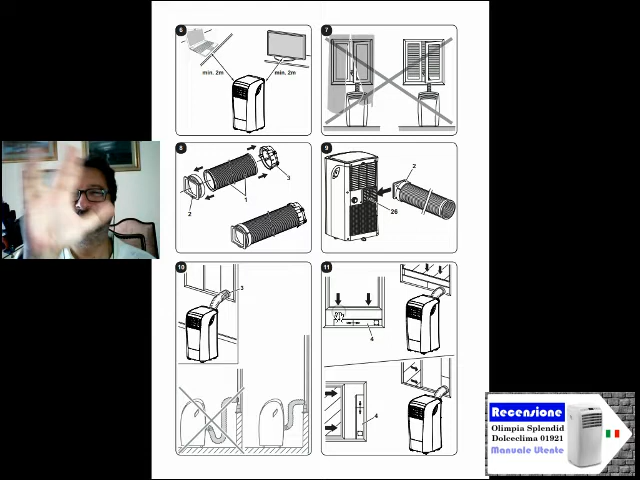 6
min. 2m
min. 2m
7
8
1
2
3
9
2
26
10
3
11
4
4
Recensione
Olimpia Splendid
Dolceclima 01921
Manuale Utente